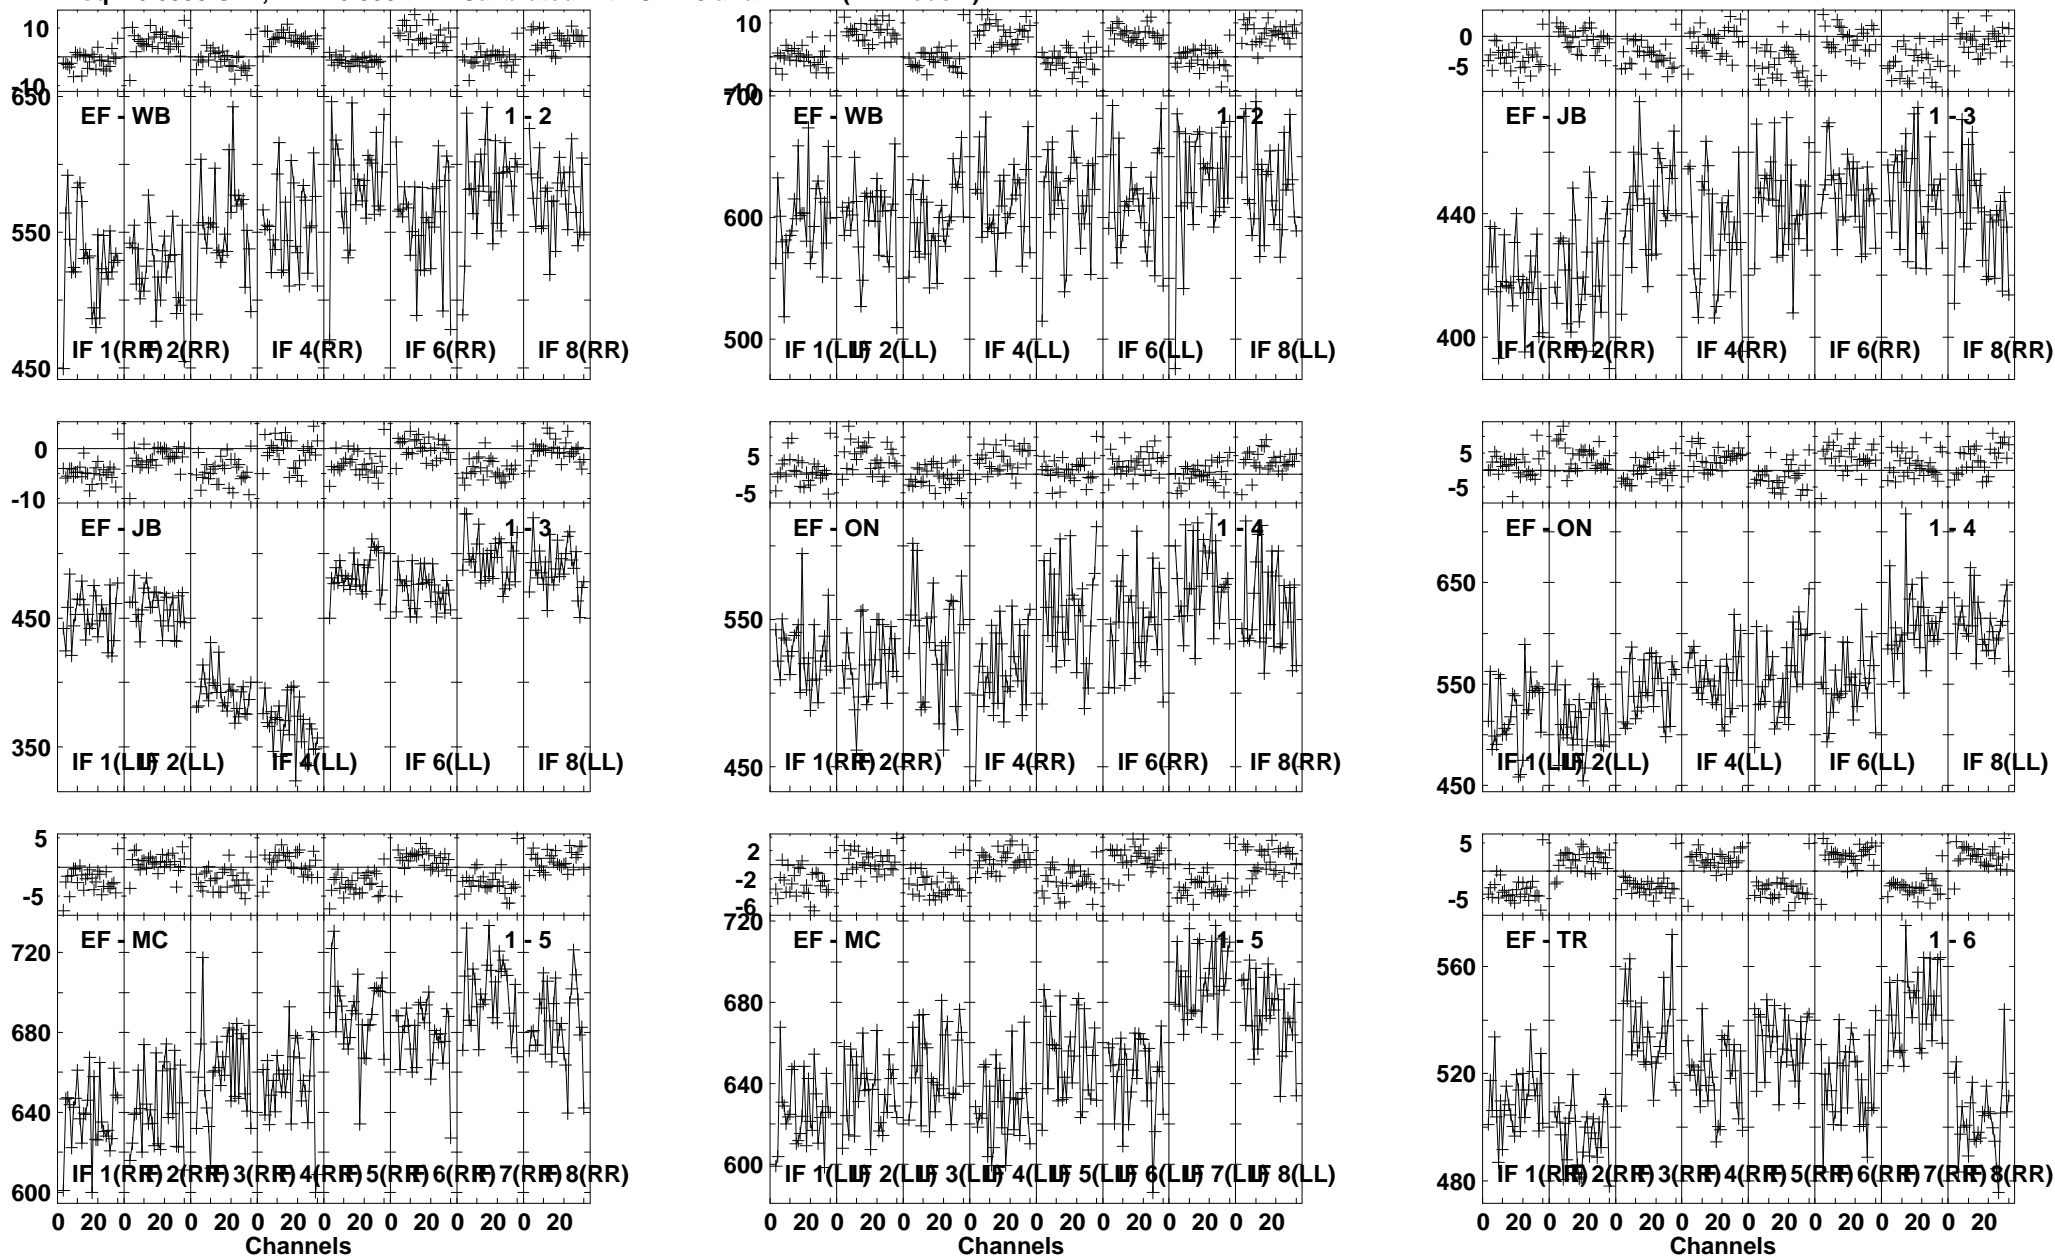 10
-10
650
550
450
EF - WB
1 - 2
IF 1(RR)
IF 2(RR)
IF 4(RR)
IF 6(RR)
IF 8(RR)
10
-10
700
600
500
EF - WB
1 - 2
IF 1(LL)
IF 2(LL)
IF 4(LL)
IF 6(LL)
IF 8(LL)
0
-5
440
400
EF - JB
1 - 3
IF 1(RR)
IF 2(RR)
IF 4(RR)
IF 6(RR)
IF 8(RR)
0
-10
450
350
EF - JB
1 - 3
IF 1(LL)
IF 2(LL)
IF 4(LL)
IF 6(LL)
IF 8(LL)
5
-5
550
450
EF - ON
1 - 4
IF 1(RR)
IF 2(RR)
IF 4(RR)
IF 6(RR)
IF 8(RR)
5
-5
650
550
450
EF - ON
1 - 4
IF 1(LL)
IF 2(LL)
IF 4(LL)
IF 6(LL)
IF 8(LL)
5
-5
720
680
640
600
EF - MC
1 - 5
IF 1(RR)
IF 2(RR)
IF 3(RR)
IF 4(RR)
IF 5(RR)
IF 6(RR)
IF 7(RR)
IF 8(RR)
0 20 0 20 0 20 0 20 0 20 0 20 0 20 0 20
Channels
2
-2
-6
720
680
640
600
EF - MC
1 - 5
IF 1(LL)
IF 2(LL)
IF 3(LL)
IF 4(LL)
IF 5(LL)
IF 6(LL)
IF 7(LL)
IF 8(LL)
0 20 0 20 0 20 0 20 0 20 0 20 0 20 0 20
Channels
5
-5
560
520
480
EF - TR
1 - 6
IF 1(RR)
IF 2(RR)
IF 3(RR)
IF 4(RR)
IF 5(RR)
IF 6(RR)
IF 7(RR)
IF 8(RR)
0 20 0 20 0 20 0 20 0 20 0 20 0 20 0 20
Channels